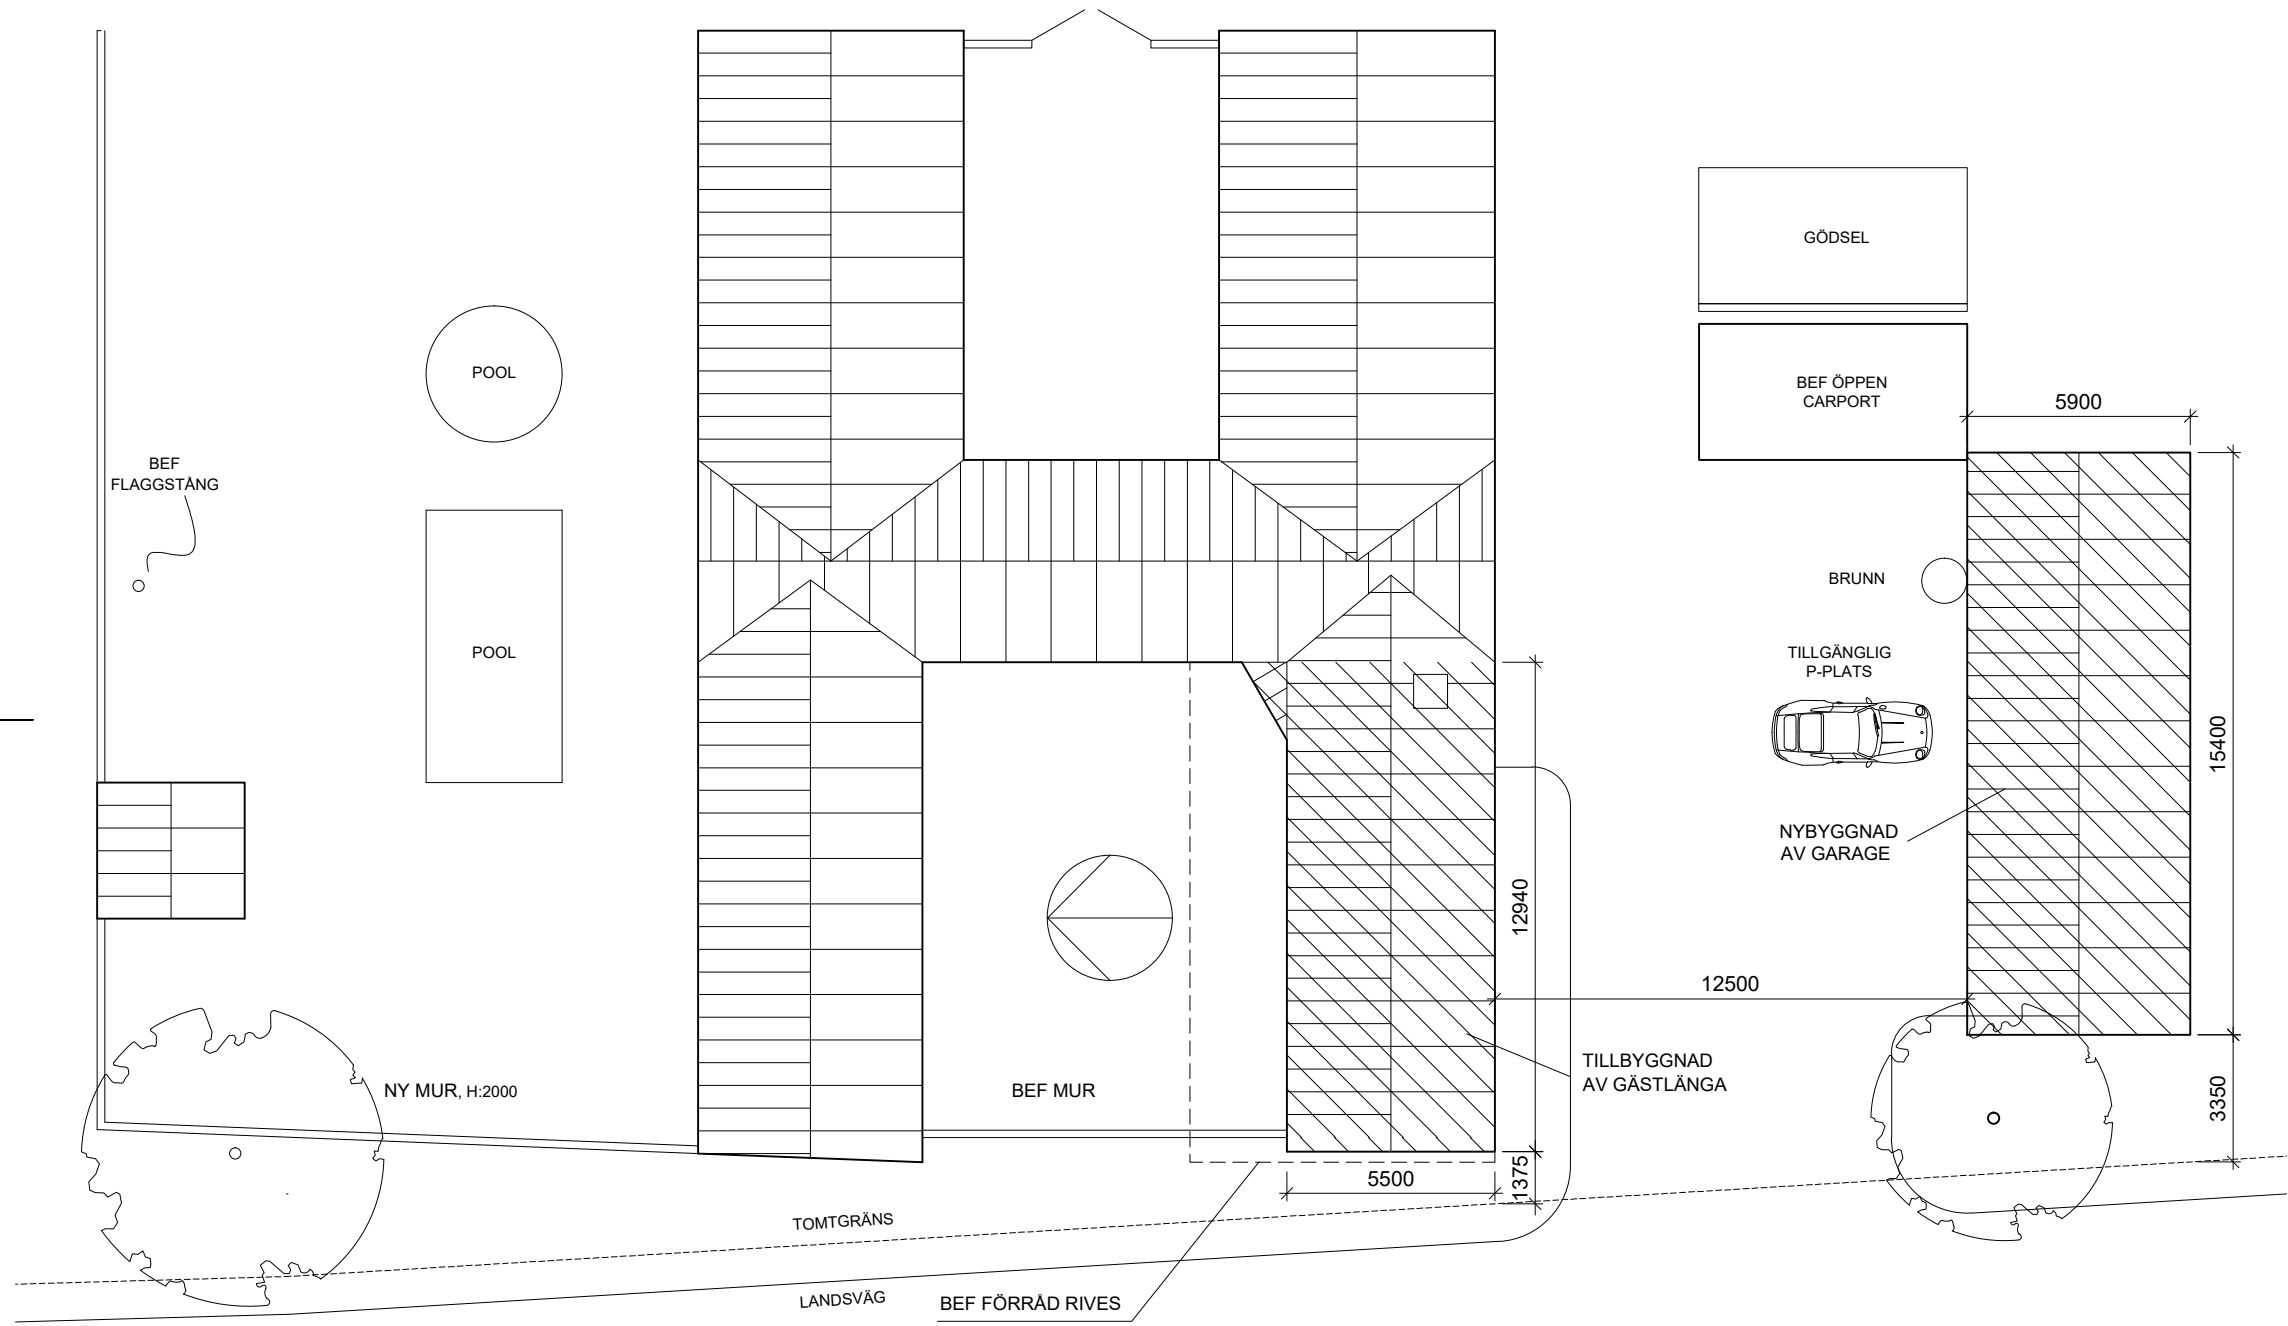 GÖDSEL
POOL
BEF ÖPPEN
CARPORT
5900
BEF
FLAGGSTÅNG
BRUNN
POOL
TILLGÄNGLIG
P-PLATS
15400
NYBYGGNAD
AV GARAGE
12940
12500
NY MUR, H:2000
BEF MUR
TILLBYGGNAD
AV GÄSTLÄNGA
3350
5500
1375
TOMTGRÄNS
LANDSVÄG
BEF FÖRRÅD RIVES